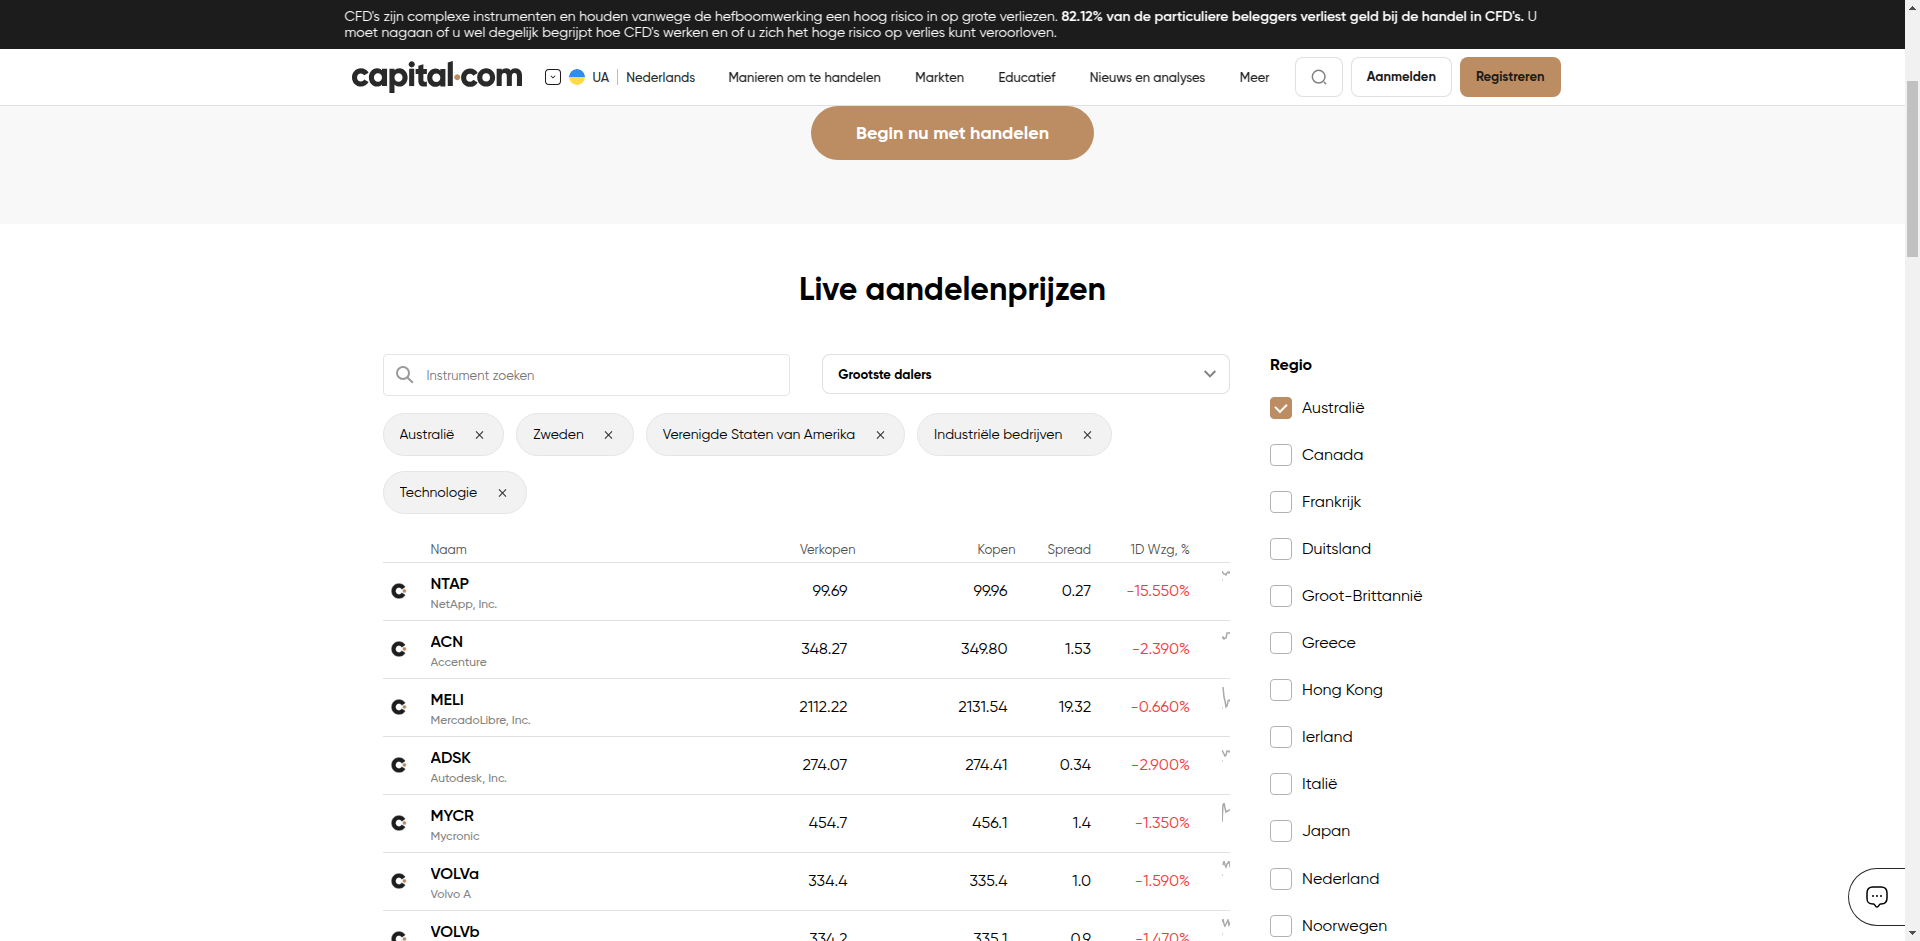 CFD's zijn complexe instrumenten en houden vanwege de hefboomwerking een hoog risico in op grote verliezen. 82.12% van de particuliere beleggers verliest geld bij de handel in CFD's. U
moet nagaan of u wel degelijk begrijpt hoe CFD's werken en of u zich het hoge risico op verlies kunt veroorloven.
capital.com UA Nederlands Manieren om te handelen Markten Educatief Nieuws en analyses Meer Aanmelden Registreren
Begin nu met handelen
Live aandelenprijzen
Instrument zoeken
Grootste dalers
Australië
Zweden
Verenigde Staten van Amerika
Industriële bedrijven
Technologie
Naam Verkopen Kopen Spread 1D Wzg, %
NTAP 99.69 99.96 0.27 -15.550%
NetApp, Inc.
ACN 348.27 349.80 1.53 -2.390%
Accenture
MELI 2112.22 2131.54 19.32 -0.660%
MercadoLibre, Inc.
ADSK 274.07 274.41 0.34 -2.900%
Autodesk, Inc.
MYCR 454.7 456.1 1.4 -1.350%
Mycronic
VOLVa 334.4 335.4 1.0 -1.590%
Volvo A
VOLVb 334.2 335.1 0.9 -1.470%
Regio
Australië
Canada
Frankrijk
Duitsland
Groot-Brittannië
Greece
Hong Kong
Ierland
Italië
Japan
Nederland
Noorwegen